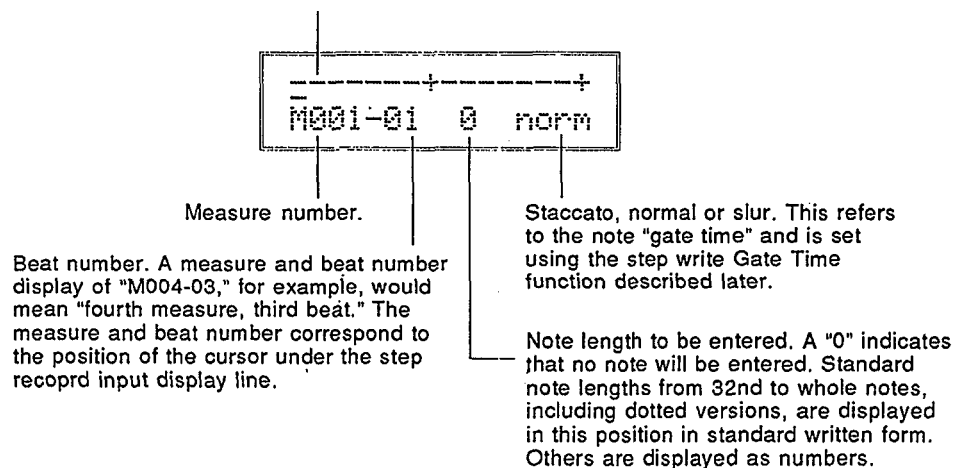 -------+-------+
M001-01 0 norm
Measure number.
Beat number. A measure and beat number
display of "M004-03," for example, would
mean "fourth measure, third beat." The
measure and beat number correspond to
the position of the cursor under the step
recoprd input display line.
Staccato, normal or slur. This refers
to the note "gate time" and is set
using the step write Gate Time
function described later.
Note length to be entered. A "0" indicates
that no note will be entered. Standard
note lengths from 32nd to whole notes,
including dotted versions, are displayed
in this position in standard written form.
Others are displayed as numbers.